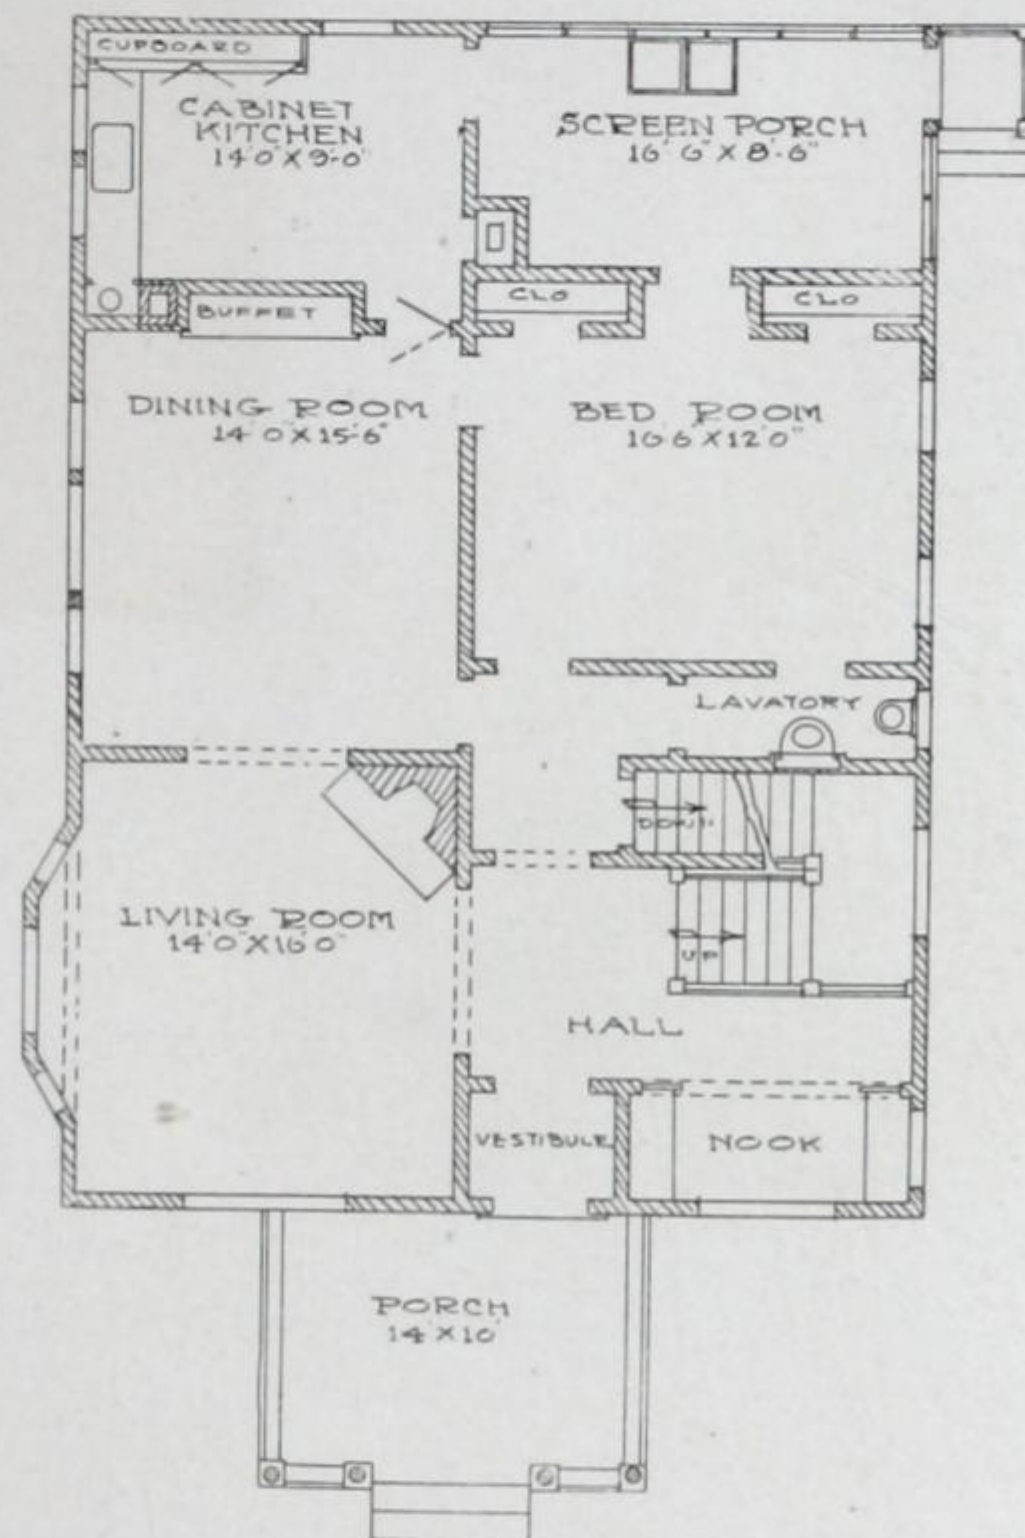 CUPBOARD
CABINET
KITCHEN
14'0" X 9'-0"
SCREEN PORCH
16'6" X 8'-6"
BUFFET
CLO
CLO
DINING ROOM
14'0" X 15'-6"
BED ROOM
16'6 X 12'0"
LAVATORY
DOWN
LIVING ROOM
14'0" X 16'0"
UP
HALL
VESTIBULE
NOOK
PORCH
14' X 10'